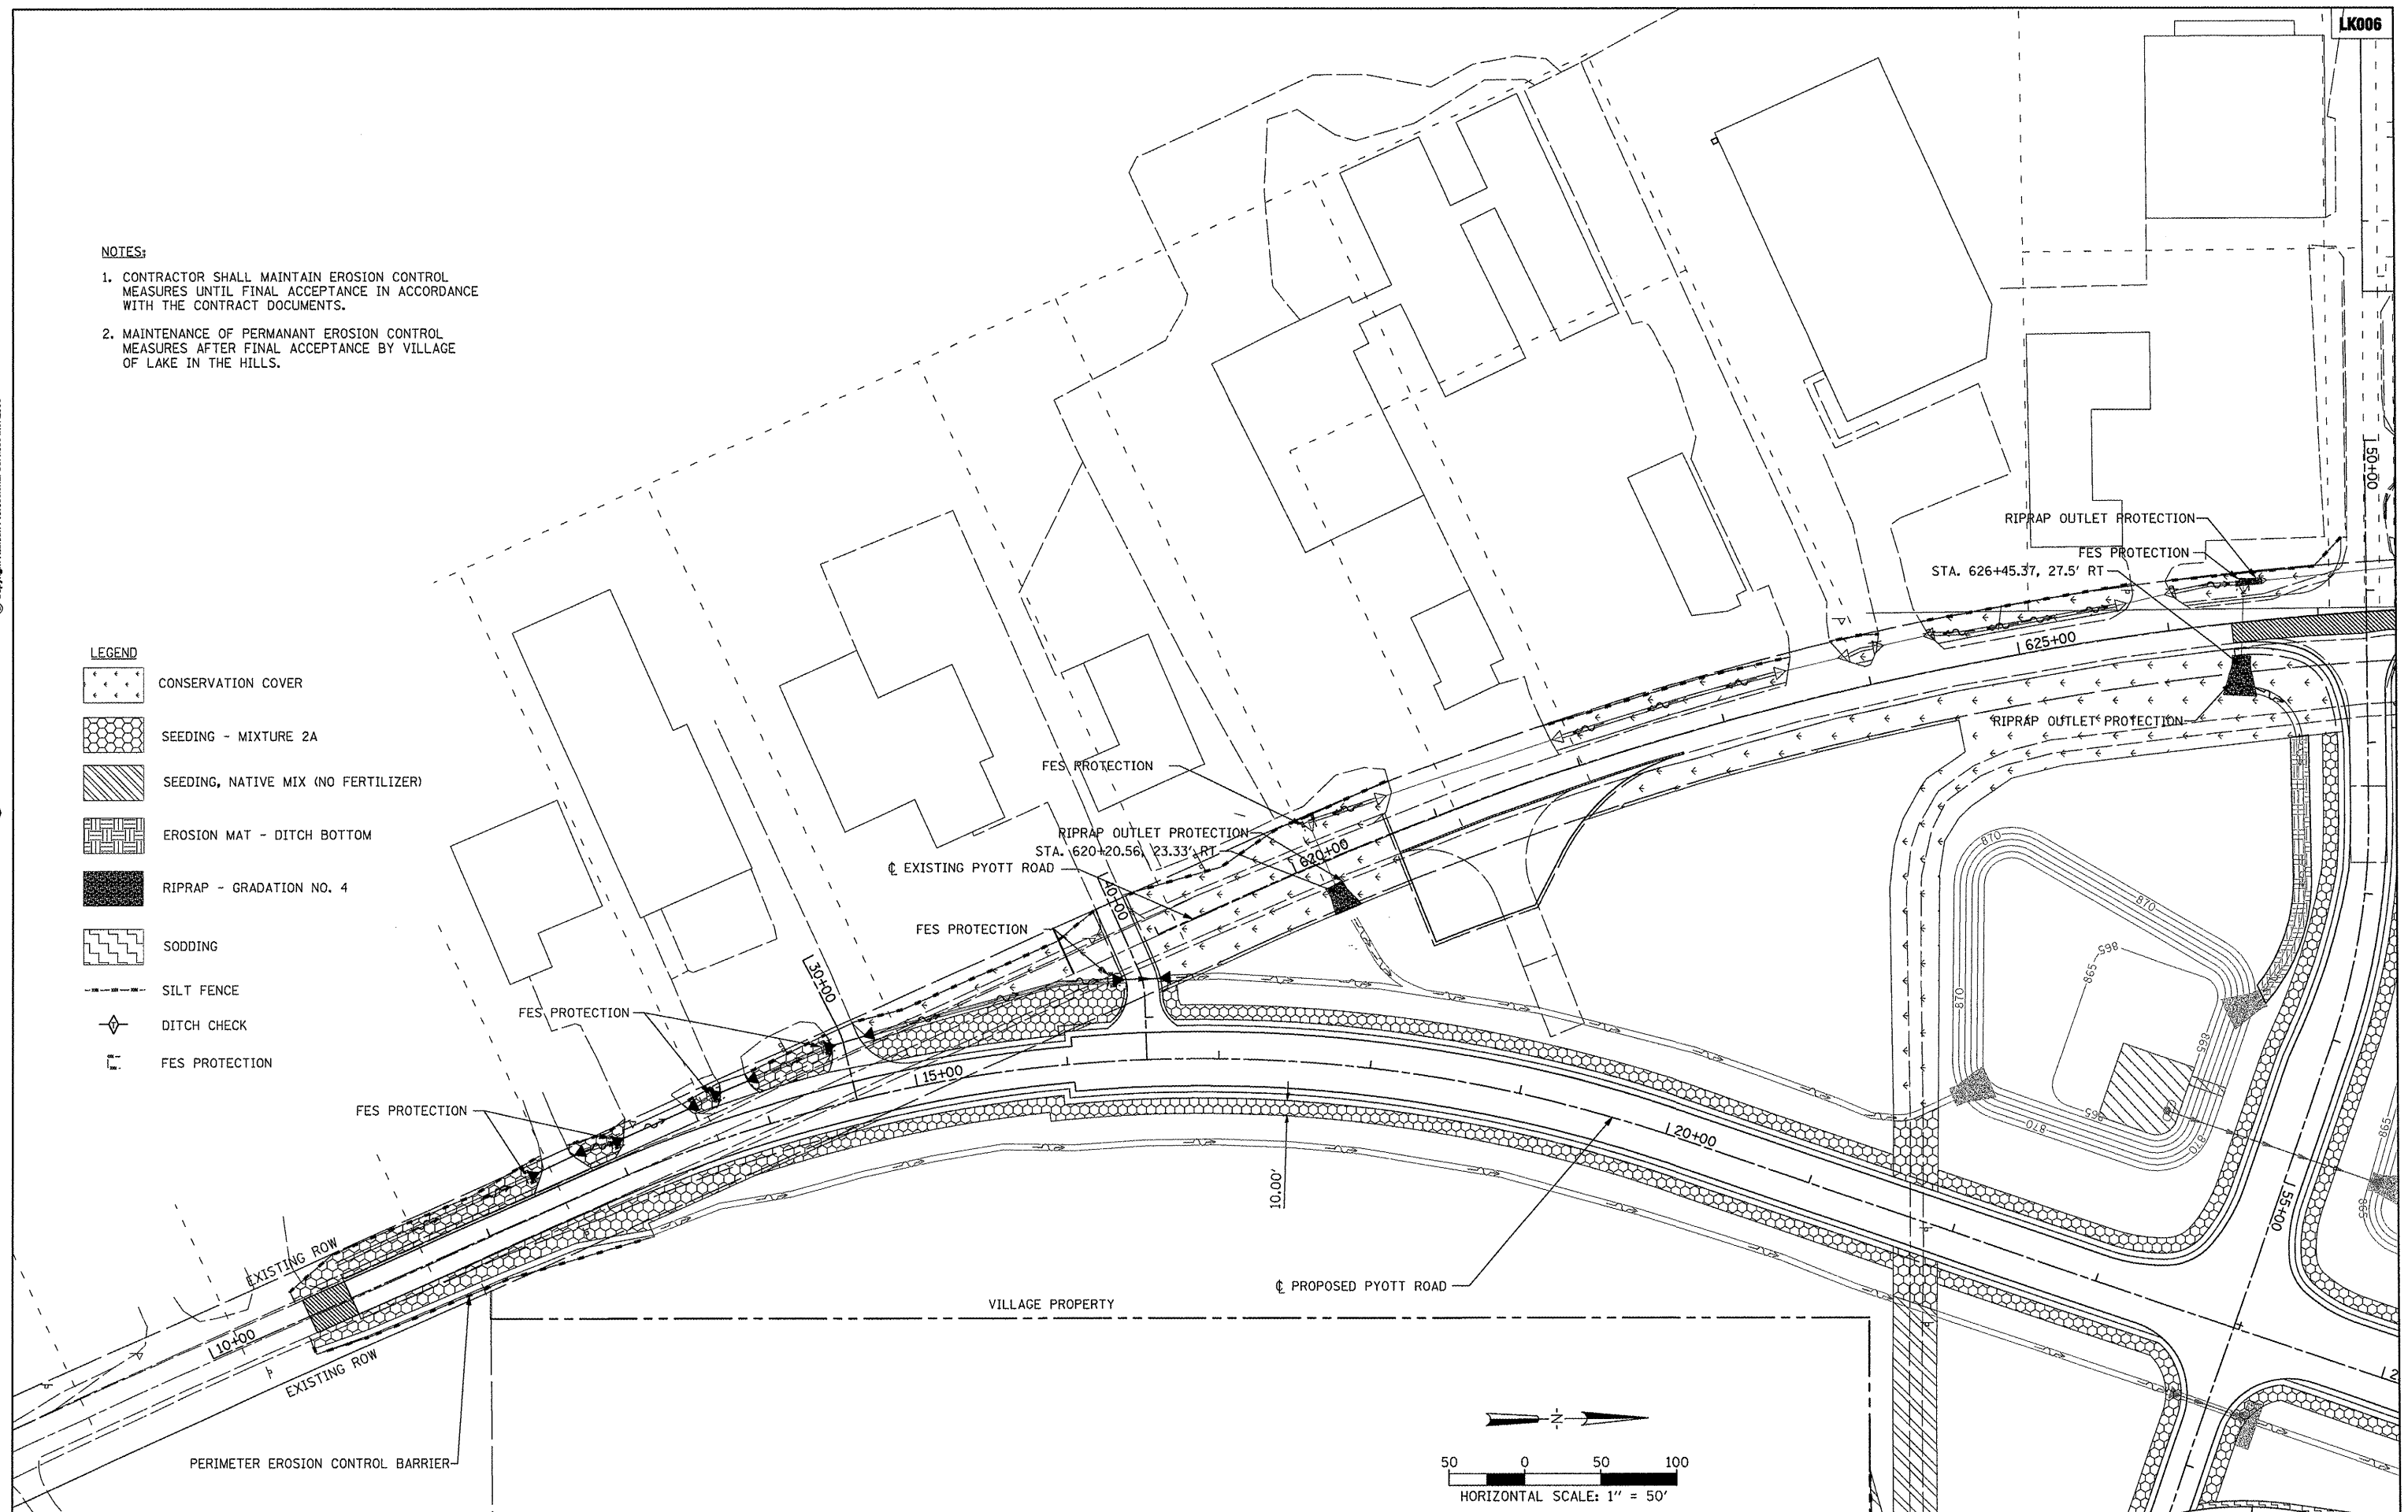 LK006
NOTES:
1. CONTRACTOR SHALL MAINTAIN EROSION CONTROL
MEASURES UNTIL FINAL ACCEPTANCE IN ACCORDANCE
WITH THE CONTRACT DOCUMENTS.
2. MAINTENANCE OF PERMANANT EROSION CONTROL
MEASURES AFTER FINAL ACCEPTANCE BY VILLAGE
OF LAKE IN THE HILLS.
50+00
RIPRAP OUTLET PROTECTION
FES PROTECTION
STA. 626+45.37, 27.5' RT
625+00
RIPRAP OUTLET PROTECTION
LEGEND
CONSERVATION COVER
SEEDING - MIXTURE 2A
SEEDING, NATIVE MIX (NO FERTILIZER)
EROSION MAT - DITCH BOTTOM
RIPRAP - GRADATION NO. 4
SODDING
SILT FENCE
DITCH CHECK
FES PROTECTION
FES PROTECTION
RIPRAP OUTLET PROTECTION
STA. 620+20.56, 23.33' RT
620+00
℄ EXISTING PYOTT ROAD
40+00
FES PROTECTION
30+00
FES PROTECTION
15+00
FES PROTECTION
870
870
865
865
870
865
865
870
870
865
865
20+00
55+00
10.00'
EXISTING ROW
10+00
EXISTING ROW
℄ PROPOSED PYOTT ROAD
VILLAGE PROPERTY
PERIMETER EROSION CONTROL BARRIER
N
50 0 50 100
HORIZONTAL SCALE: 1" = 50'